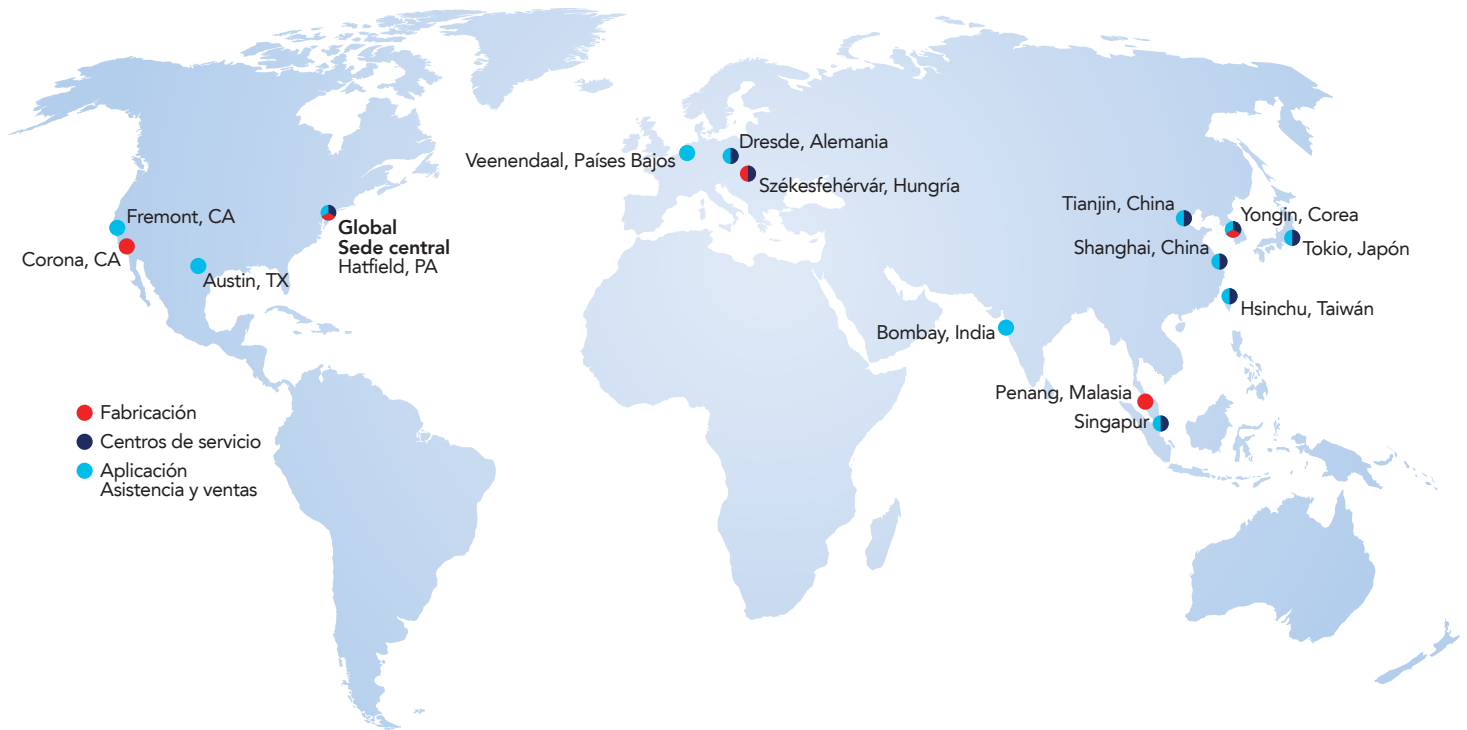 Veenendaal, Países Bajos
Dresde, Alemania
Székesfehérvár, Hungría
Fremont, CA
Corona, CA
Austin, TX
Global
Sede central
Hatfield, PA
Tianjin, China
Shanghai, China
Yongin, Corea
Tokio, Japón
Hsinchu, Taiwán
Bombay, India
Penang, Malasia
Singapur
Fabricación
Centros de servicio
Aplicación
Asistencia y ventas